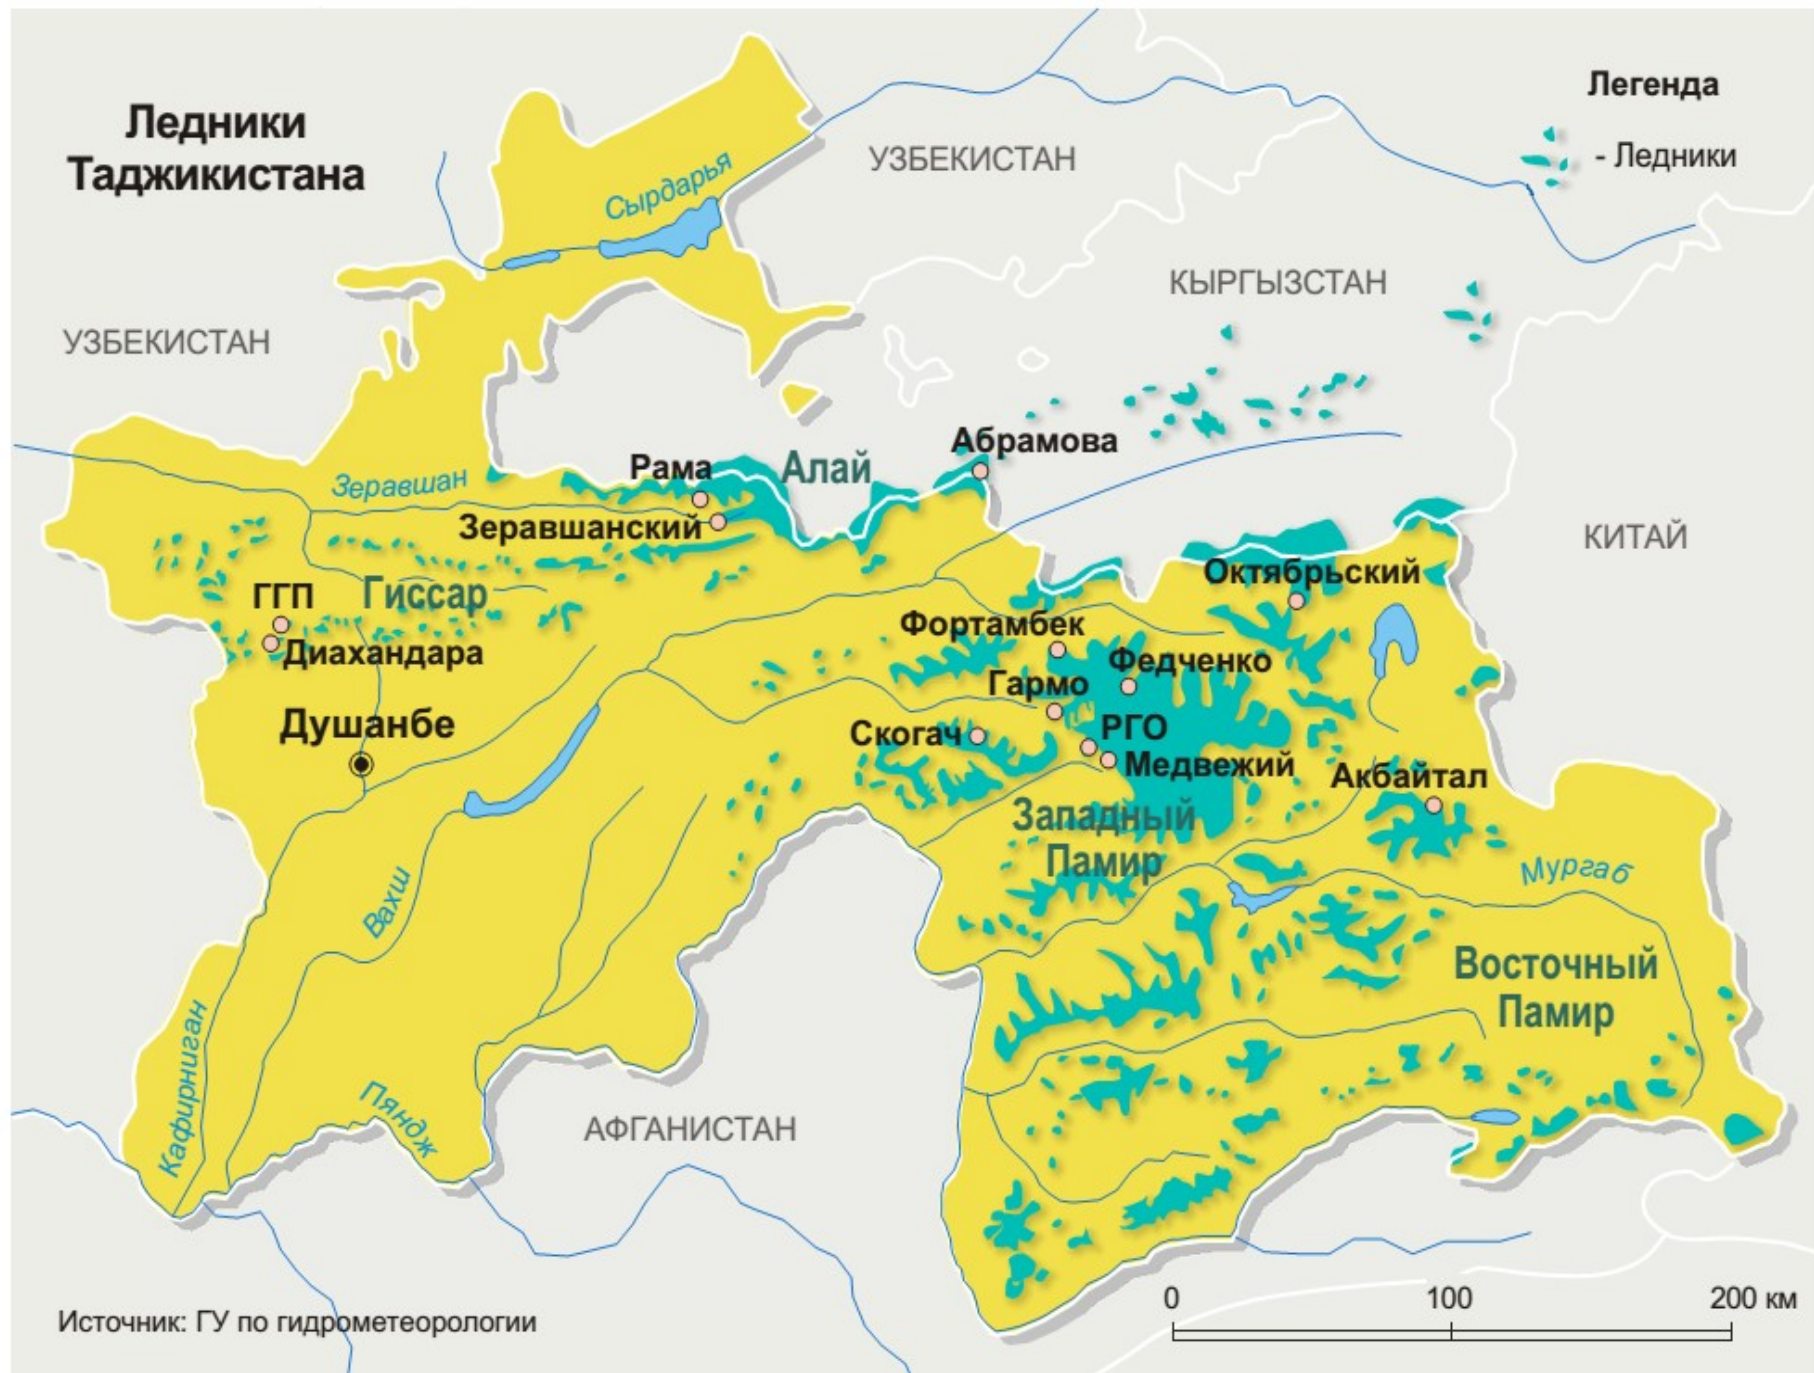 Ледники
Таджикистана
Легенда
- Ледники
УЗБЕКИСТАН
Сырдарья
КЫРГЫЗСТАН
УЗБЕКИСТАН
Абрамова
Рама
Алай
Зеравшан
Зеравшанский
КИТАЙ
Октябрьский
ГГП
Гиссар
Фортамбек
Диахандара
Федченко
Гармо
Душанбе
Скогач
РГО
Медвежий
Акбайтал
Западный
Памир
Мургаб
Вахш
Восточный
Памир
Кафирниган
Пяндж
АФГАНИСТАН
0
100
200 км
Источник: ГУ по гидрометеорологии